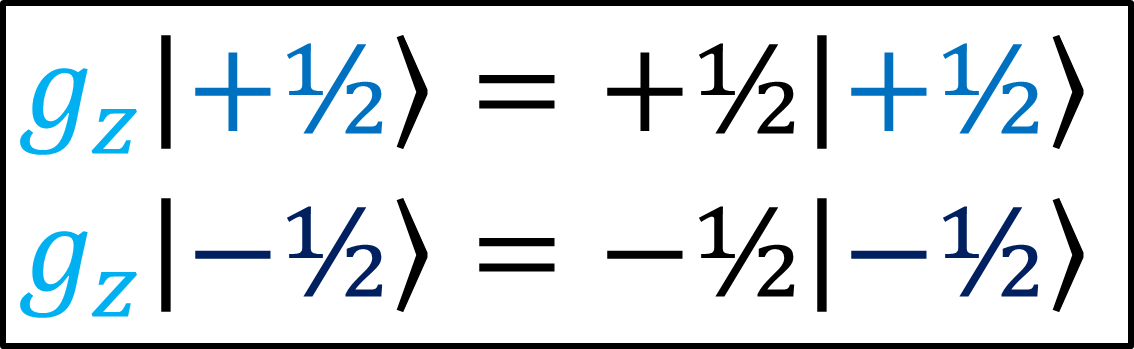 g_z|+½⟩ = +½|+½⟩
g_z|−½⟩ = −½|−½⟩